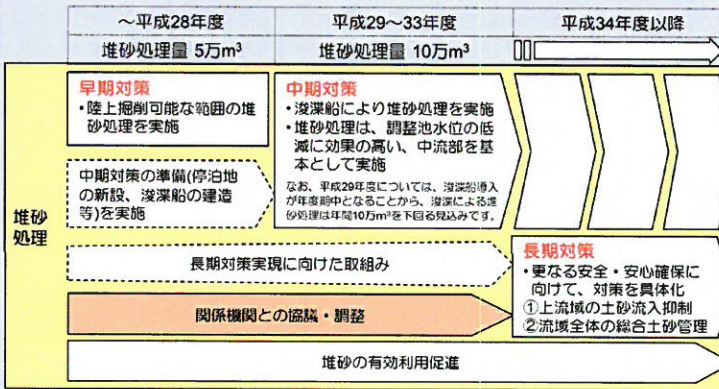 ～平成28年度
平成29～33年度
平成34年度以降
堆砂処理量 5万m³
堆砂処理量 10万m³
堆砂
処理
早期対策
・陸上掘削可能な範囲の堆
砂処理を実施
中期対策の準備(停泊地
の新設、浚渫船の建造
等)を実施
中期対策
・浚渫船により堆砂処理を実施
・堆砂処理は、調整池水位の低
減に効果の高い、中流部を基
本として実施
なお、平成29年度については、浚渫船導入
が年度期中となることから、浚渫による堆
砂処理は年間10万m³を下回る見込みです。
長期対策実現に向けた取組み
関係機関との協議・調整
長期対策
・更なる安全・安心確保に
向けて、対策を具体化
①上流域の土砂流入抑制
②流域全体の総合土砂管理
堆砂の有効利用促進